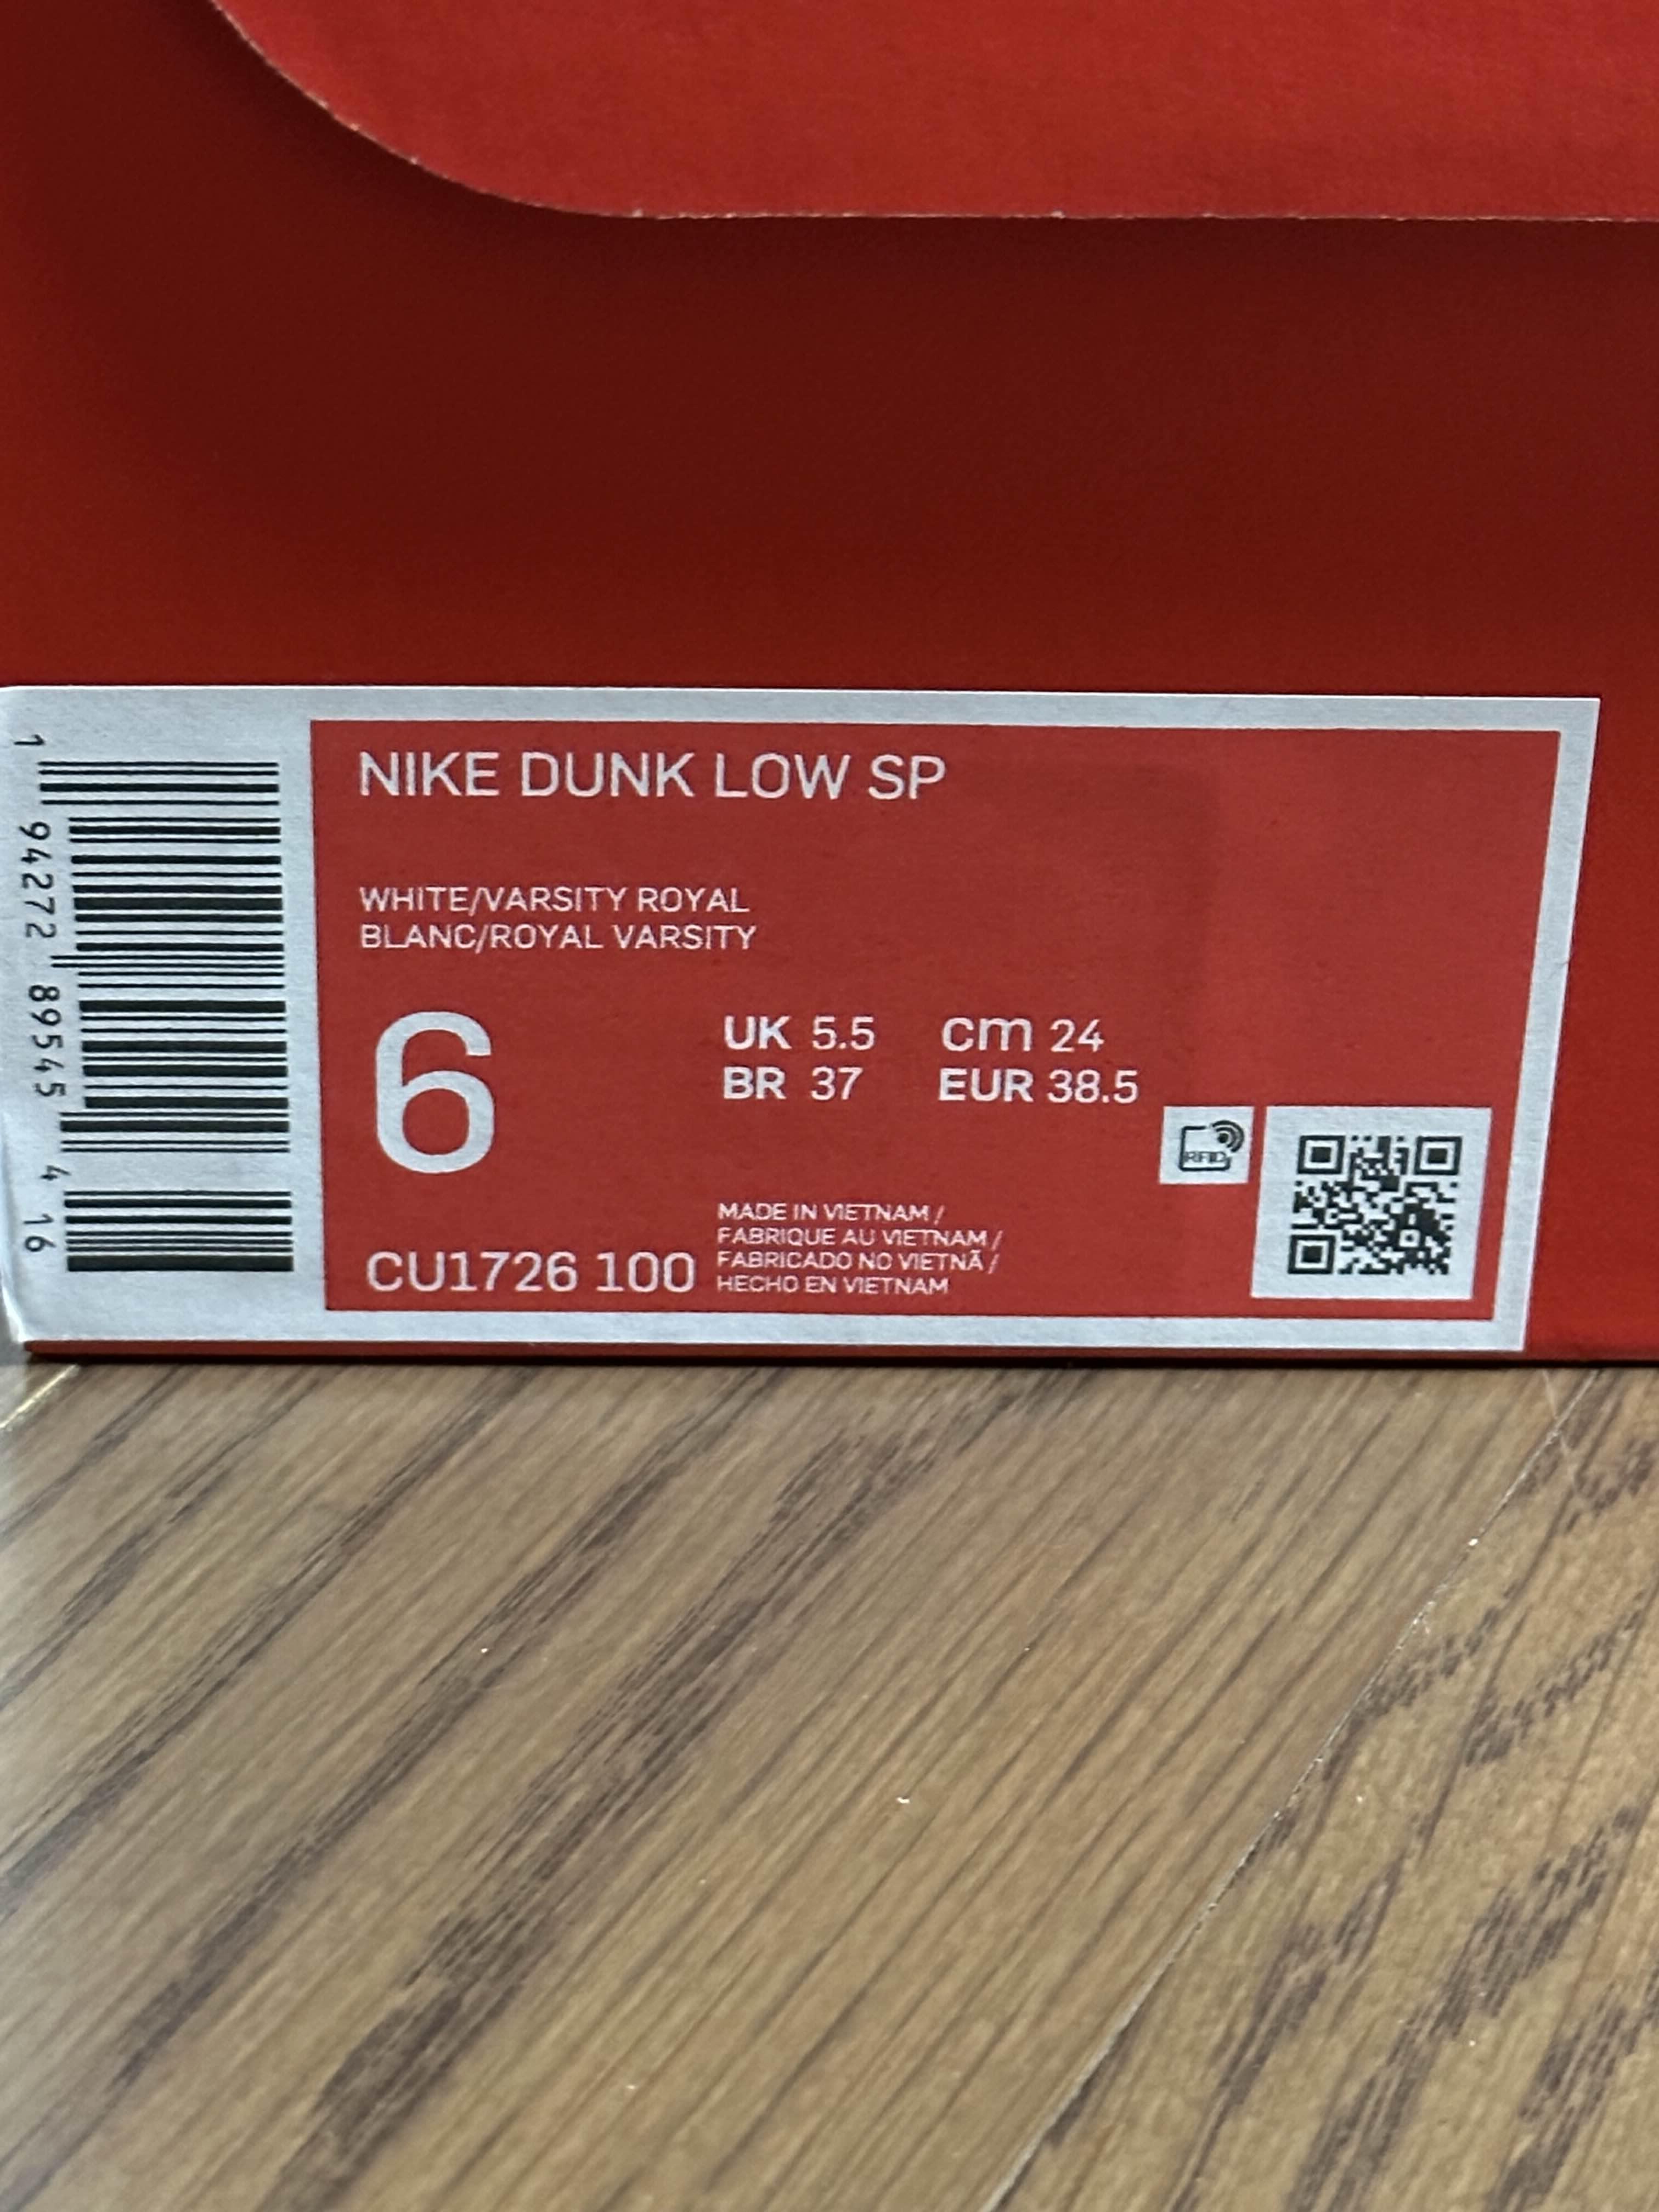 NIKE DUNK LOW SP
WHITE/VARSITY ROYAL
BLANC/ROYAL VARSITY
6
UK 5.5 cm 24
BR 37 EUR 38.5
RFID
MADE IN VIETNAM /
FABRIQUE AU VIETNAM /
FABRICADO NO VIETNÃ /
HECHO EN VIETNAM
CU1726 100
1 94272 89545 4 16